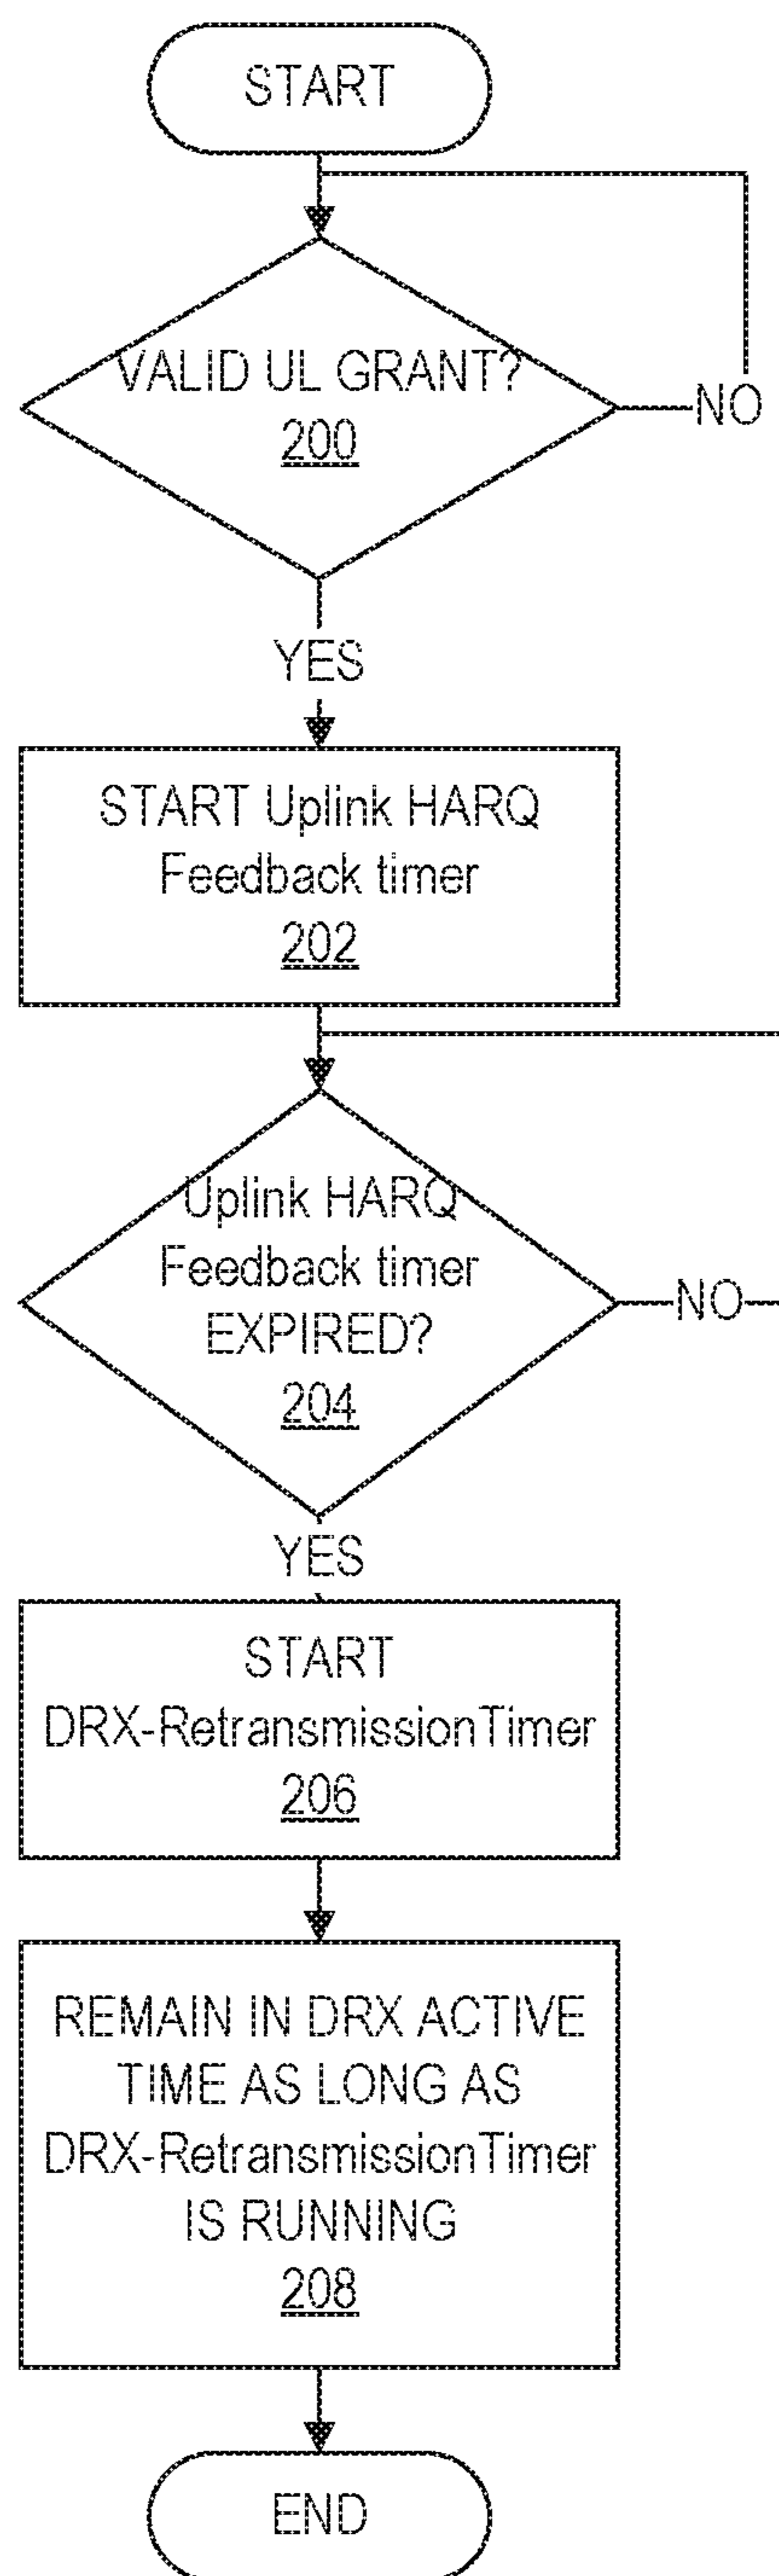 START
VALID UL GRANT?
200
NO
YES
START Uplink HARQ
Feedback timer
202
Uplink HARQ
Feedback timer
EXPIRED?
204
NO
YES
START
DRX-RetransmissionTimer
206
REMAIN IN DRX ACTIVE
TIME AS LONG AS
DRX-RetransmissionTimer
IS RUNNING
208
END